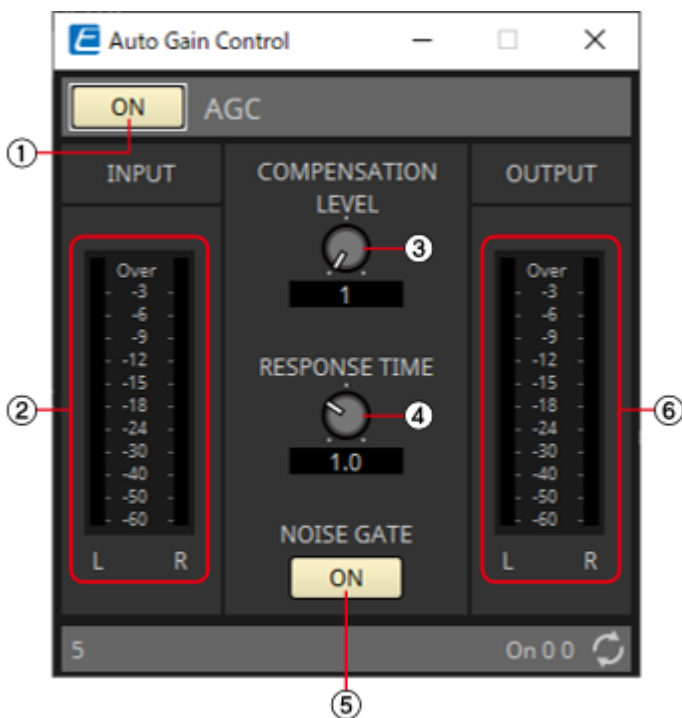 Auto Gain Control
ON AGC
①
INPUT
COMPENSATION
LEVEL
③
1
RESPONSE TIME
④
1.0
NOISE GATE
ON
⑤
②
Over
-3
-6
-9
-12
-15
-18
-24
-30
-40
-50
-60
L R
OUTPUT
Over
-3
-6
-9
-12
-15
-18
-24
-30
-40
-50
-60
L R
⑥
5 On 0 0